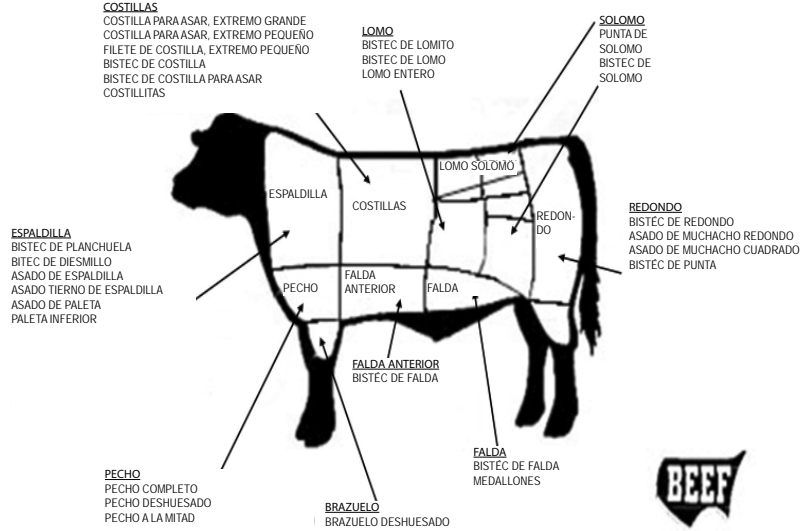 COSTILLAS
COSTILLA PARA ASAR, EXTREMO GRANDE
COSTILLA PARA ASAR, EXTREMO PEQUEÑO
FILETE DE COSTILLA, EXTREMO PEQUEÑO
BISTEC DE COSTILLA
BISTEC DE COSTILLA PARA ASAR
COSTILLITAS
LOMO
BISTEC DE LOMITO
BISTEC DE LOMO
LOMO ENTERO
SOLOMO
PUNTA DE
SOLOMO
BISTEC DE
SOLOMO
ESPALDILLA
COSTILLAS
LOMO SOLOMO
REDON-
DO
PECHO
FALDA
ANTERIOR
FALDA
ESPALDILLA
BISTEC DE PLANCHUELA
BITEC DE DIESMILLO
ASADO DE ESPALDILLA
ASADO TIERNO DE ESPALDILLA
ASADO DE PALETA
PALETA INFERIOR
REDONDO
BISTÉC DE REDONDO
ASADO DE MUCHACHO REDONDO
ASADO DE MUCHACHO CUADRADO
BISTÉC DE PUNTA
FALDA ANTERIOR
BISTÉC DE FALDA
FALDA
BISTÉC DE FALDA
MEDALLONES
PECHO
PECHO COMPLETO
PECHO DESHUESADO
PECHO A LA MITAD
BRAZUELO
BRAZUELO DESHUESADO
BEEF